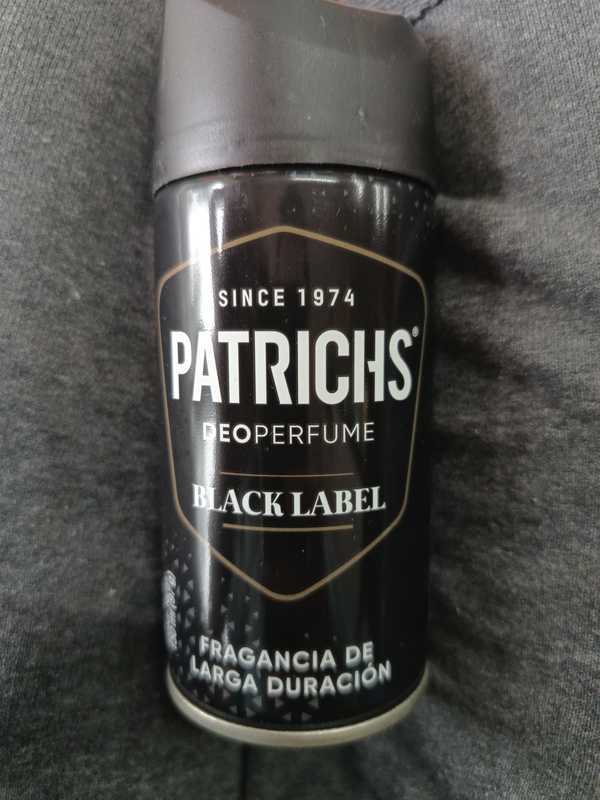 SINCE 1974
PATRICHS®
DEOPERFUME
BLACK LABEL
FRAGANCIA DE
LARGA DURACIÓN